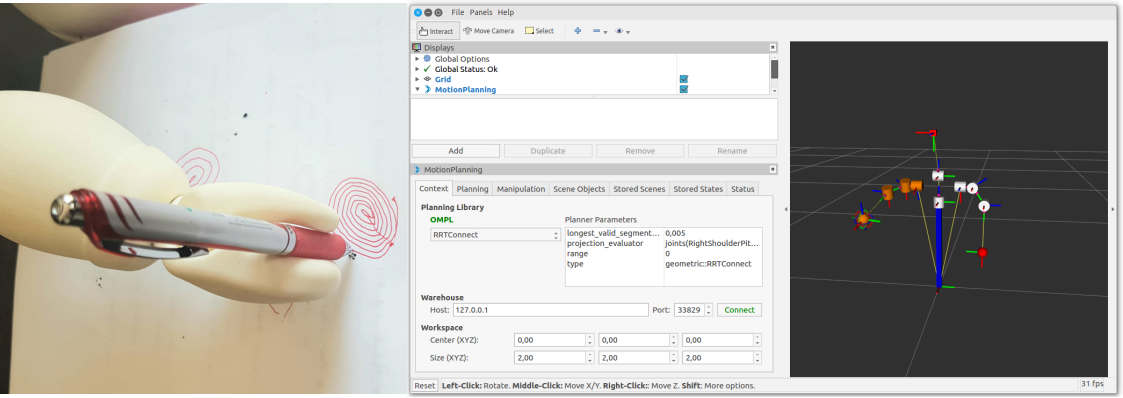 File Panels Help
Interact Move Camera Select
Displays
Global Options
Global Status: Ok
Grid
MotionPlanning
Add Duplicate Remove Rename
MotionPlanning
Context Planning Manipulation Scene Objects Stored Scenes Stored States Status
Planning Library
OMPL Planner Parameters
RRTConnect
longest_valid_segment... 0,005
projection_evaluator joints(RightShoulderPit...
range 0
type geometric::RRTConnect
Warehouse
Host: 127.0.0.1 Port: 33829 Connect
Workspace
Center (XYZ): 0,00 0,00 0,00
Size (XYZ): 2,00 2,00 2,00
Reset Left-Click: Rotate. Middle-Click: Move X/Y. Right-Click:: Move Z. Shift: More options. 31 fps